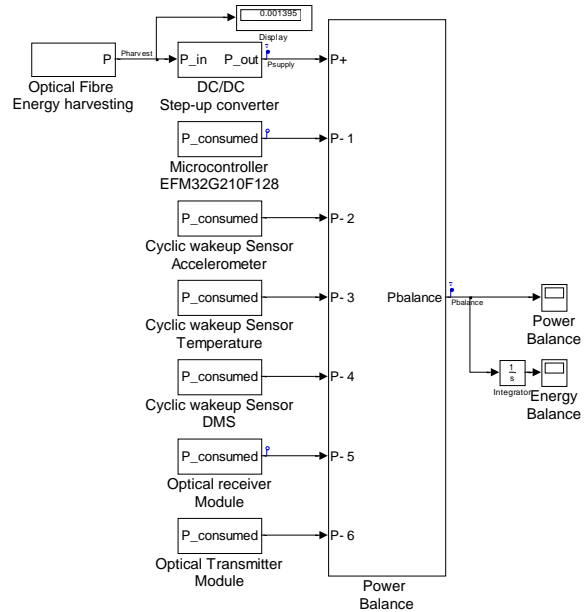 0.001395
Display
P
Pharvest
P_in
P_out
Psupply
P+
Optical Fibre
Energy harvesting
DC/DC
Step-up converter
P_consumed
P- 1
Microcontroller
EFM32G210F128
P_consumed
P- 2
Cyclic wakeup Sensor
Accelerometer
P_consumed
P- 3
Cyclic wakeup Sensor
Temperature
Pbalance
Pbalance
Power
Balance
P_consumed
P- 4
Cyclic wakeup Sensor
DMS
1
s
Integrator
Energy
Balance
P_consumed
P- 5
Optical receiver
Module
P_consumed
P- 6
Optical Transmitter
Module
Power
Balance